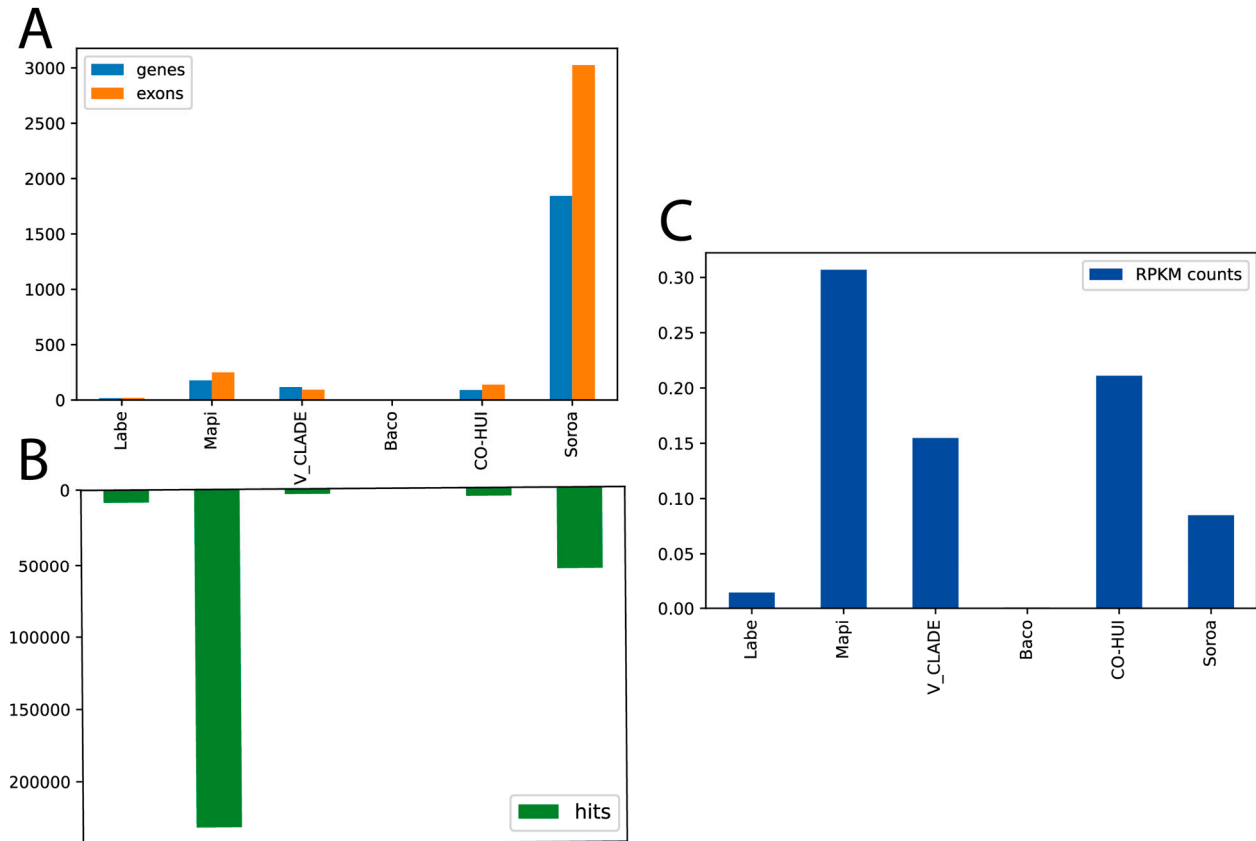 A
3000
2500
2000
1500
1000
500
0
genes
exons
Labe
Mapi
V_CLADE
Baco
CO-HUI
Soroa
B
0
50000
100000
150000
200000
hits
C
0.30
0.25
0.20
0.15
0.10
0.05
0.00
RPKM counts
Labe
Mapi
V_CLADE
Baco
CO-HUI
Soroa